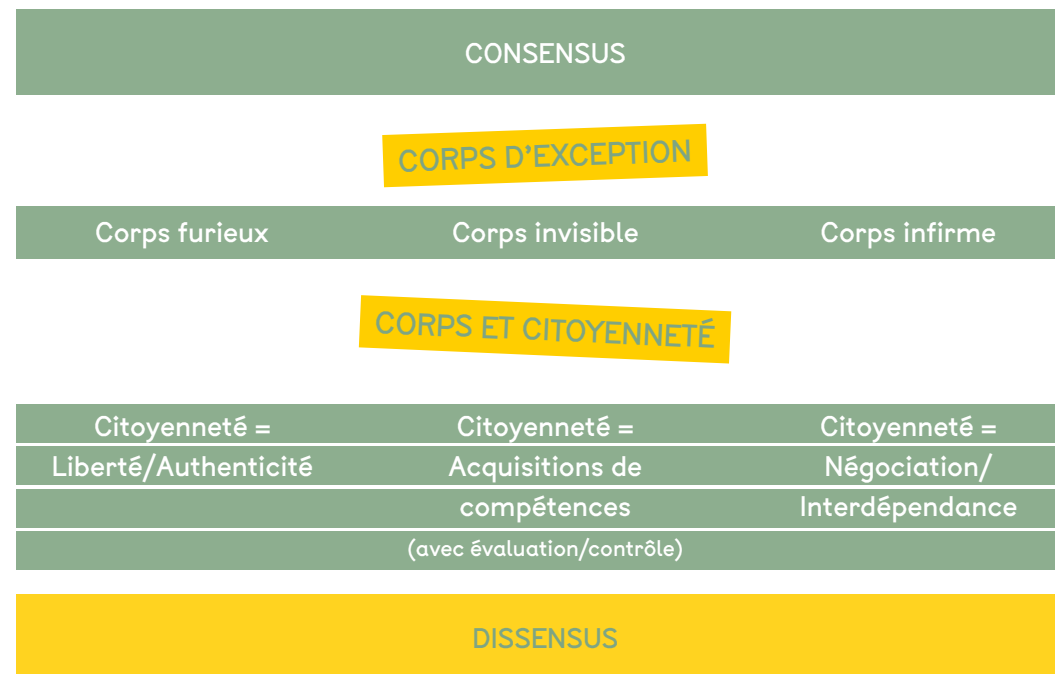 CONSENSUS
CORPS D'EXCEPTION
Corps furieux Corps invisible Corps infirme
CORPS ET CITOYENNETÉ
Citoyenneté = Citoyenneté = Citoyenneté =
Liberté/Authenticité Acquisitions de Négociation/
compétences Interdépendance
(avec évaluation/contrôle)
DISSENSUS